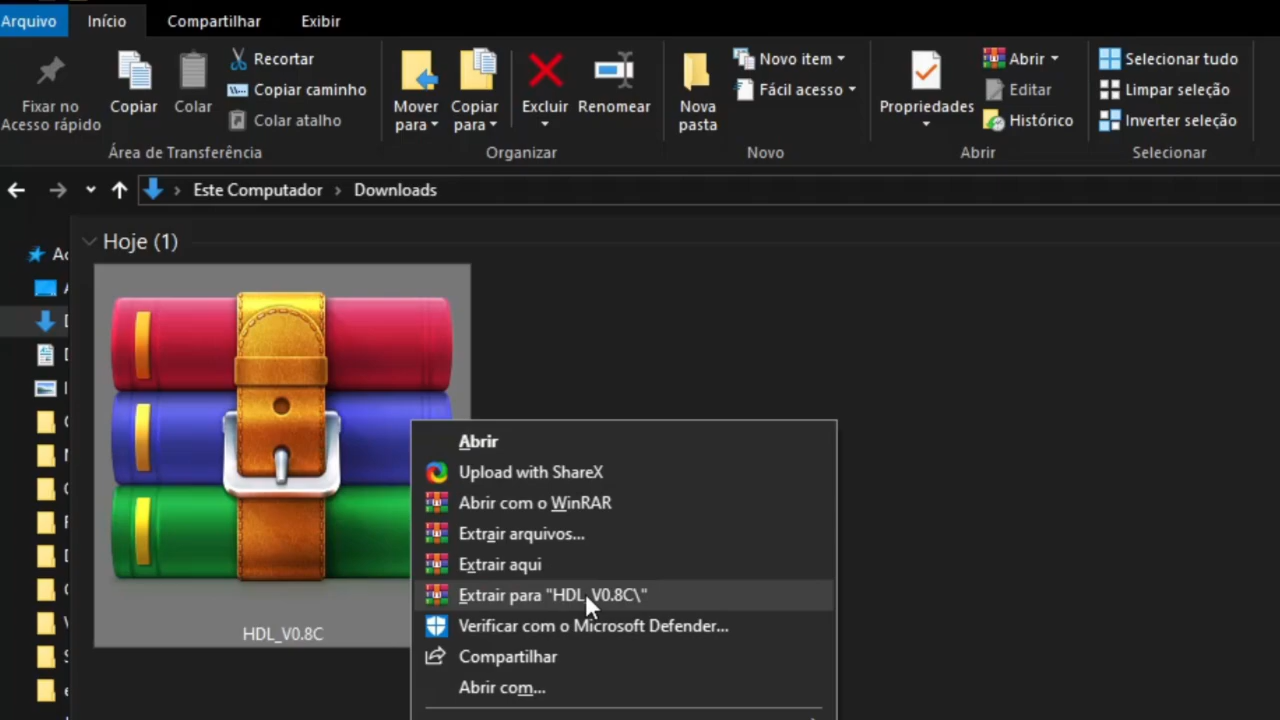 Arquivo
Início
Compartilhar
Exibir
Fixar no
Acesso rápido
Copiar
Colar
Recortar
Copiar caminho
Colar atalho
Área de Transferência
Mover
para
Copiar
para
Excluir
Renomear
Organizar
Nova
pasta
Novo item
Fácil acesso
Novo
Propriedades
Abrir
Editar
Histórico
Abrir
Selecionar tudo
Limpar seleção
Inverter seleção
Selecionar
Este Computador
Downloads
Hoje (1)
HDL_V0.8C
Abrir
Upload with ShareX
Abrir com o WinRAR
Extrair arquivos...
Extrair aqui
Extrair para "HDL_V0.8C\"
Verificar com o Microsoft Defender...
Compartilhar
Abrir com...